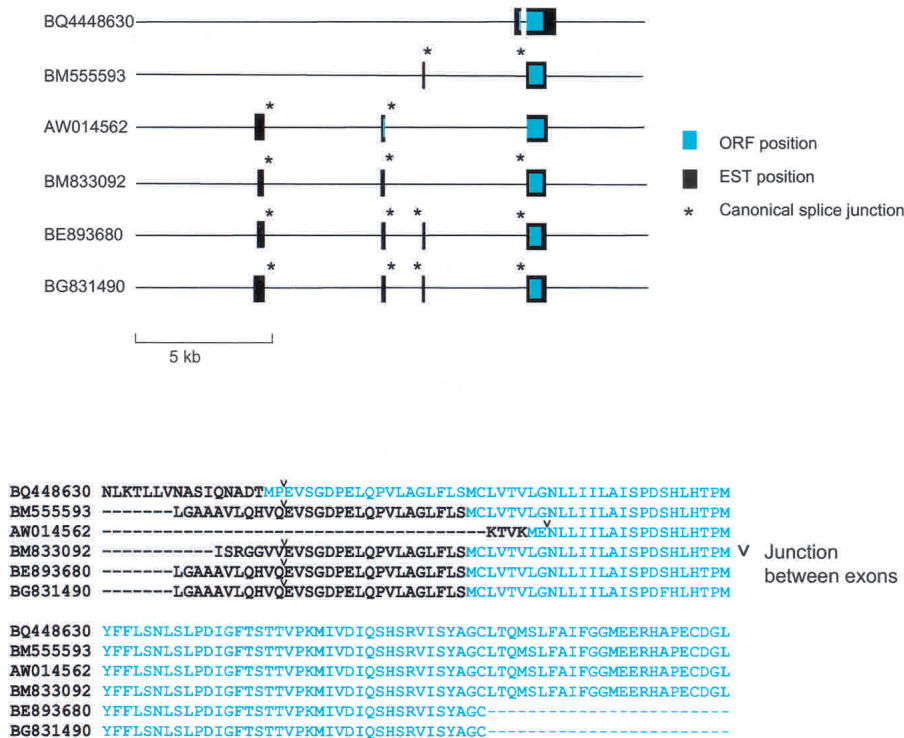 BQ4448630
*
*
BM555593
*
*
AW014562
ORF position
*
*
*
BM833092
EST position
* Canonical splice junction
*
*
*
*
BE893680
*
*
*
*
BG831490
5 kb
v v
BQ448630 NLKTLLVNASIQNADTMPEVSGDPELQPVLAGLFLSMCLVTVLGNLLIILAISPDSHLHTPM
BM555593 -------LGAAAVLQHVQEVSGDPELQPVLAGLFLSMCLVTVLGNLLIILAISPDSHLHTPM
AW014562 --------------------------------------KTVKMENLLIILAISPDSHLHTPM
BM833092 -----------ISRGGVVEVSGDPELQPVLAGLFLSMCLVTVLGNLLIILAISPDSHLHTPM
BE893680 -------LGAAAVLQHVQEVSGDPELQPVLAGLFLSMCLVTVLGNLLIILAISPDSHLHTPM
BG831490 -------LGAAAVLQHVQEVSGDPELQPVLAGLFLSMCLVTVLGNLLIILAISPDFHLHTPM
v Junction
between exons
BQ448630 YFFLSNLSLPDIGFTSTTVPKMIVDIQSHSRVISYAGCLTQMSLFAIFGGMEERHAPECDGL
BM555593 YFFLSNLSLPDIGFTSTTVPKMIVDIQSHSRVISYAGCLTQMSLFAIFGGMEERHAPECDGL
AW014562 YFFLSNLSLPDIGFTSTTVPKMIVDIQSHSRVISYAGCLTQMSLFAIFGGMEERHAPECDGL
BM833092 YFFLSNLSLPDIGFTSTTVPKMIVDIQSHSRVISYAGCLTQMSLFAIFGGMEERHAPECDGL
BE893680 YFFLSNLSLPDIGFTSTTVPKMIVDIQSHSRVISYAGC------------------------
BG831490 YFFLSNLSLPDIGFTSTTVPKMIVDIQSHSRVISYAGC------------------------